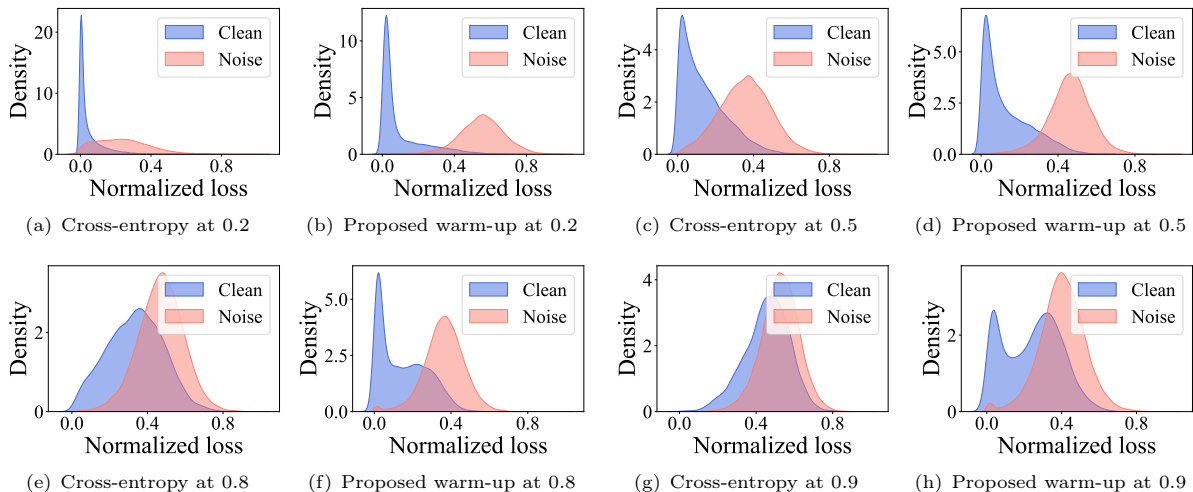 20
10
0
Density
Clean
Noise
0.0 0.4 0.8
Normalized loss
(a) Cross-entropy at 0.2
10
5
0
Density
Clean
Noise
0.0 0.4 0.8
Normalized loss
(b) Proposed warm-up at 0.2
4
2
0
Density
Clean
Noise
0.0 0.4 0.8
Normalized loss
(c) Cross-entropy at 0.5
5.0
2.5
0.0
Density
Clean
Noise
0.0 0.4 0.8
Normalized loss
(d) Proposed warm-up at 0.5
2
0
Density
Clean
Noise
0.0 0.4 0.8
Normalized loss
(e) Cross-entropy at 0.8
5.0
2.5
0.0
Density
Clean
Noise
0.0 0.4 0.8
Normalized loss
(f) Proposed warm-up at 0.8
4
2
0
Density
Clean
Noise
0.0 0.4 0.8
Normalized loss
(g) Cross-entropy at 0.9
2
0
Density
Clean
Noise
0.0 0.4 0.8
Normalized loss
(h) Proposed warm-up at 0.9